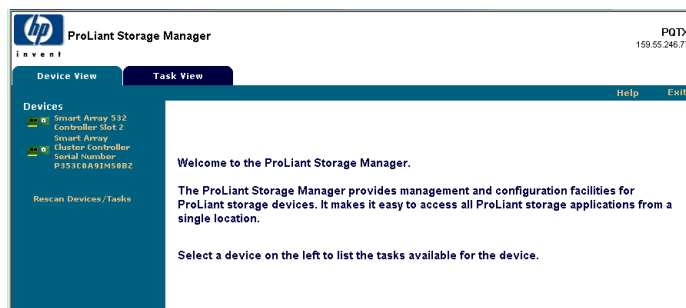 hp
invent
ProLiant Storage Manager
159.55.246.7
Device View
Task View
Help
Exit
Devices
Smart Array 532
Controller Slot 2
Smart Array
Cluster Controller
Serial Number
P353C0A9IMS0BZ
Rescan Devices/Tasks
Welcome to the ProLiant Storage Manager.
The ProLiant Storage Manager provides management and configuration facilities for
ProLiant storage devices. It makes it easy to access all ProLiant storage applications from a
single location.
Select a device on the left to list the tasks available for the device.